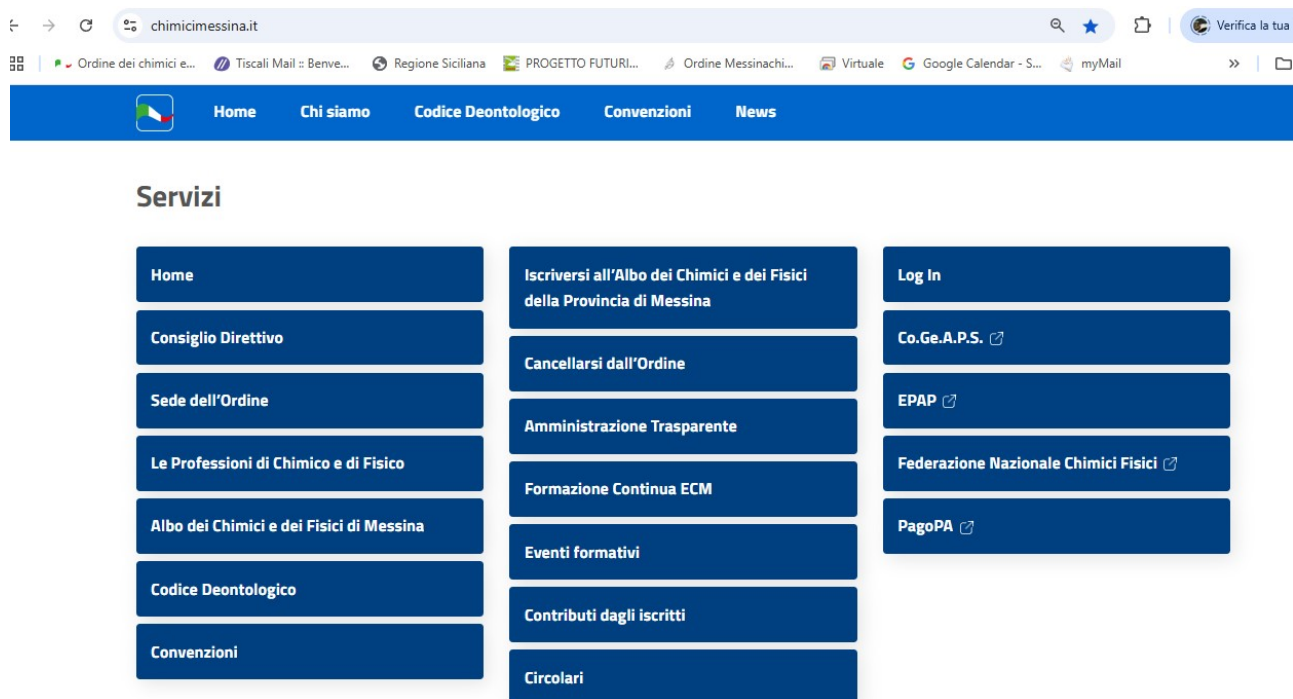 chimicimessina.it
Verifica la tua
Ordine dei chimici e...
Tiscali Mail :: Benve...
Regione Siciliana
PROGETTO FUTURI...
Ordine Messinachi...
Virtuale
Google Calendar - S...
myMail
Home
Chi siamo
Codice Deontologico
Convenzioni
News
Servizi
Home
Consiglio Direttivo
Sede dell'Ordine
Le Professioni di Chimico e di Fisico
Albo dei Chimici e dei Fisici di Messina
Codice Deontologico
Convenzioni
Iscriversi all'Albo dei Chimici e dei Fisici
della Provincia di Messina
Cancellarsi dall'Ordine
Amministrazione Trasparente
Formazione Continua ECM
Eventi formativi
Contributi dagli iscritti
Circolari
Log In
Co.Ge.A.P.S.
EPAP
Federazione Nazionale Chimici Fisici
PagoPA